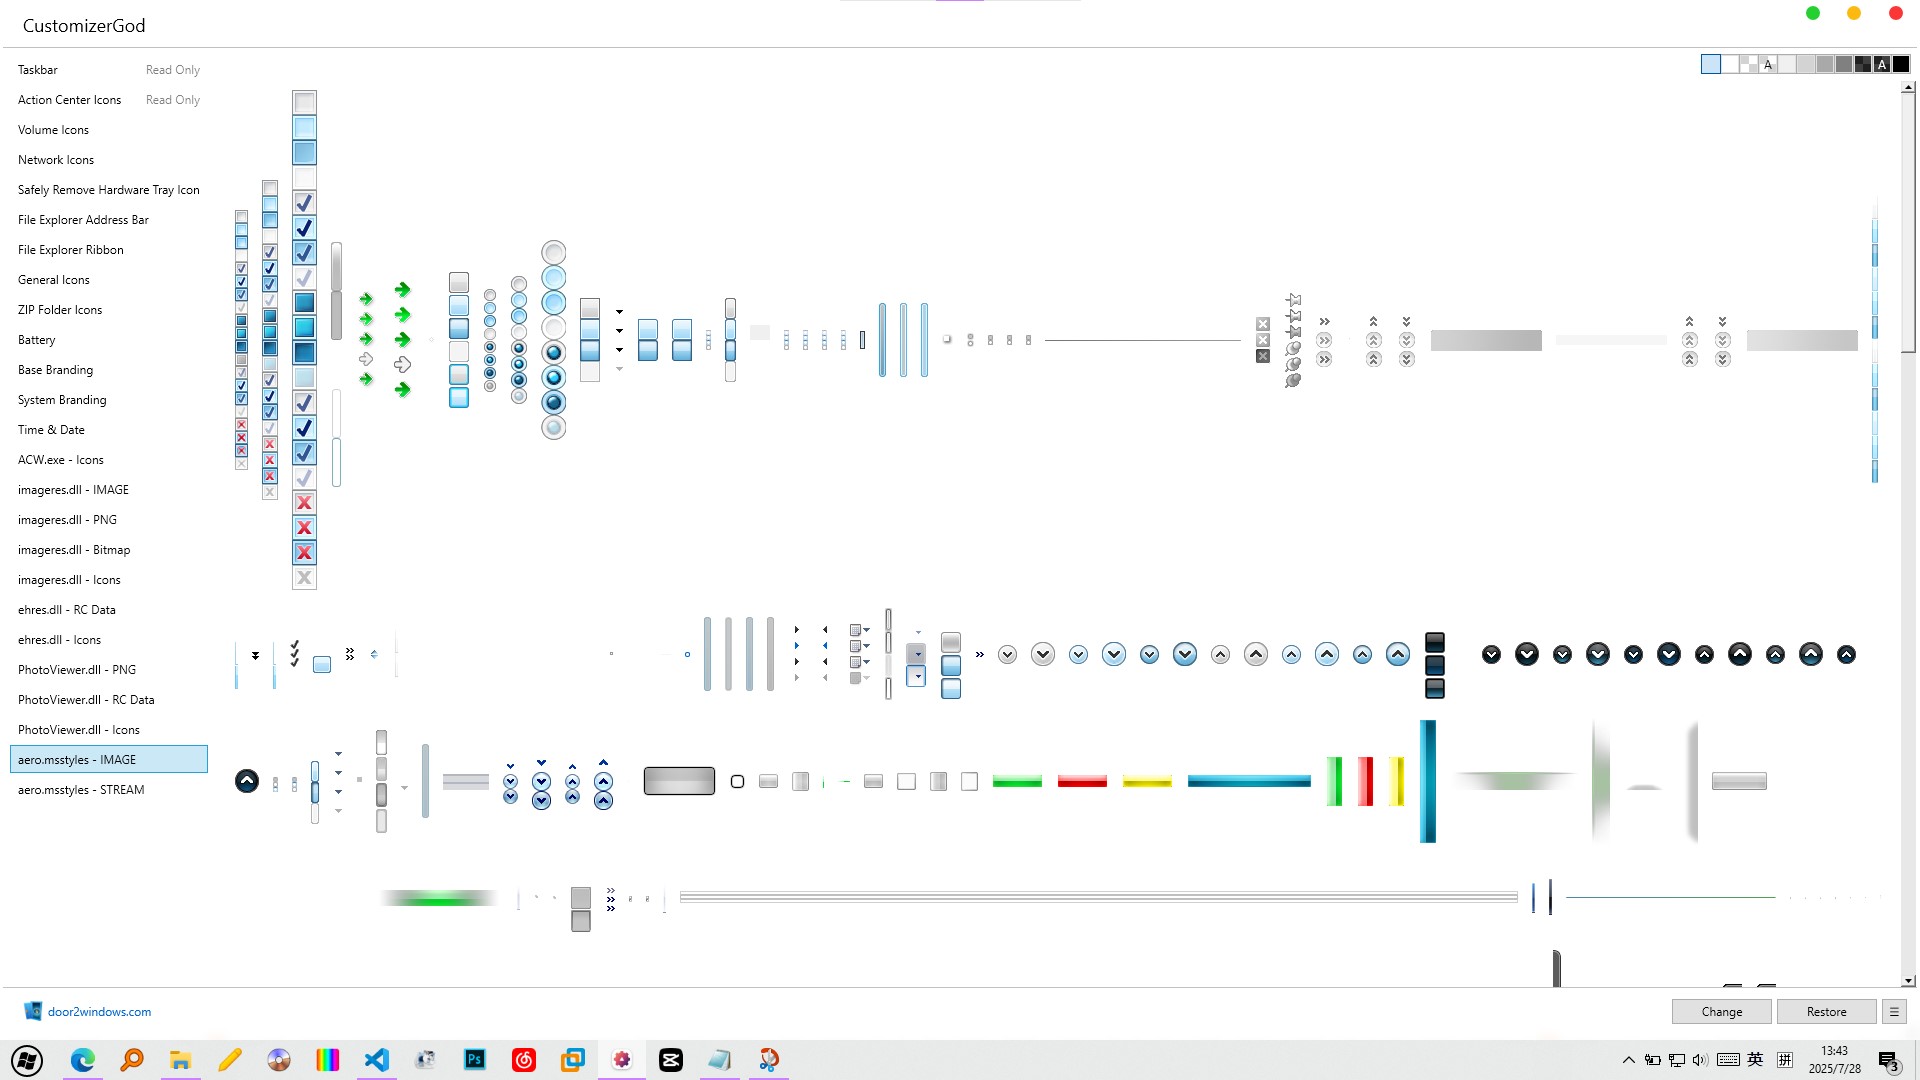 CustomizerGod
Taskbar Read Only
A A
Action Center Icons Read Only
Volume Icons
Network Icons
Safely Remove Hardware Tray Icon
File Explorer Address Bar
File Explorer Ribbon
General Icons
ZIP Folder Icons
Battery
Base Branding
System Branding
Time & Date
ACW.exe - Icons
imageres.dll - IMAGE
imageres.dll - PNG
imageres.dll - Bitmap
imageres.dll - Icons
ehres.dll - RC Data
ehres.dll - Icons
PhotoViewer.dll - PNG
PhotoViewer.dll - RC Data
PhotoViewer.dll - Icons
aero.msstyles - IMAGE
aero.msstyles - STREAM
door2windows.com
Change Restore
Ps
英 拼
13:43
2025/7/28
3